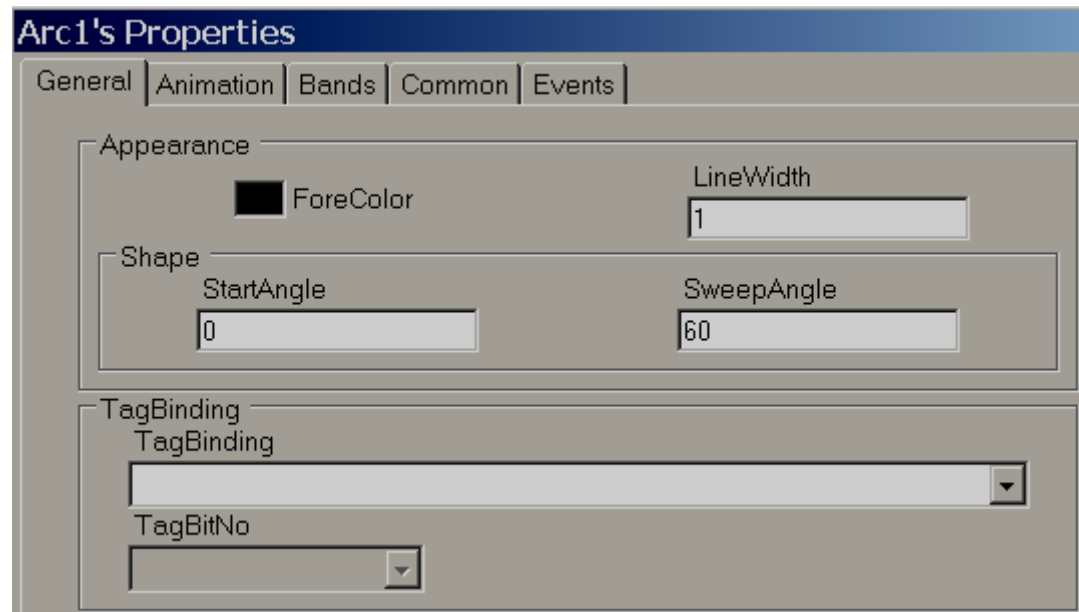 Arc1's Properties
General Animation Bands Common Events
Appearance
ForeColor
LineWidth
1
Shape
StartAngle
0
SweepAngle
60
TagBinding
TagBinding
TagBitNo